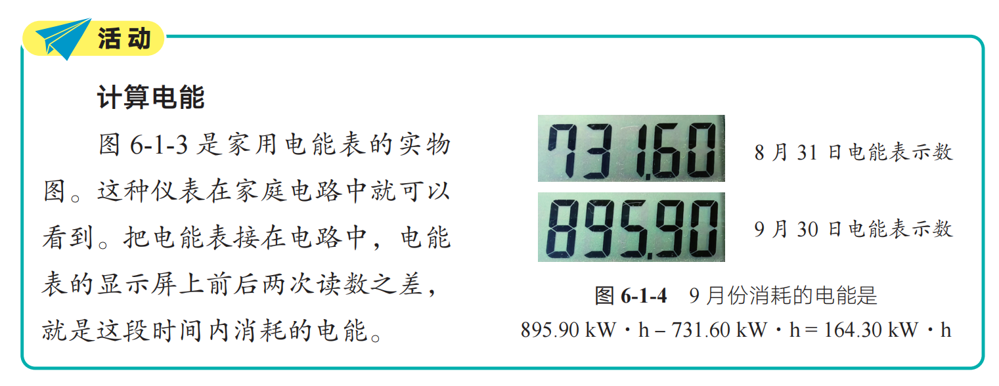 活动
计算电能
图 6-1-3 是家用电能表的实物
图。这种仪表在家庭电路中就可以
看到。把电能表接在电路中，电能
表的显示屏上前后两次读数之差，
就是这段时间内消耗的电能。
731.60
8 月 31 日电能表示数
895.90
9 月 30 日电能表示数
图 6-1-4 9 月份消耗的电能是
895.90 kW · h – 731.60 kW · h = 164.30 kW · h